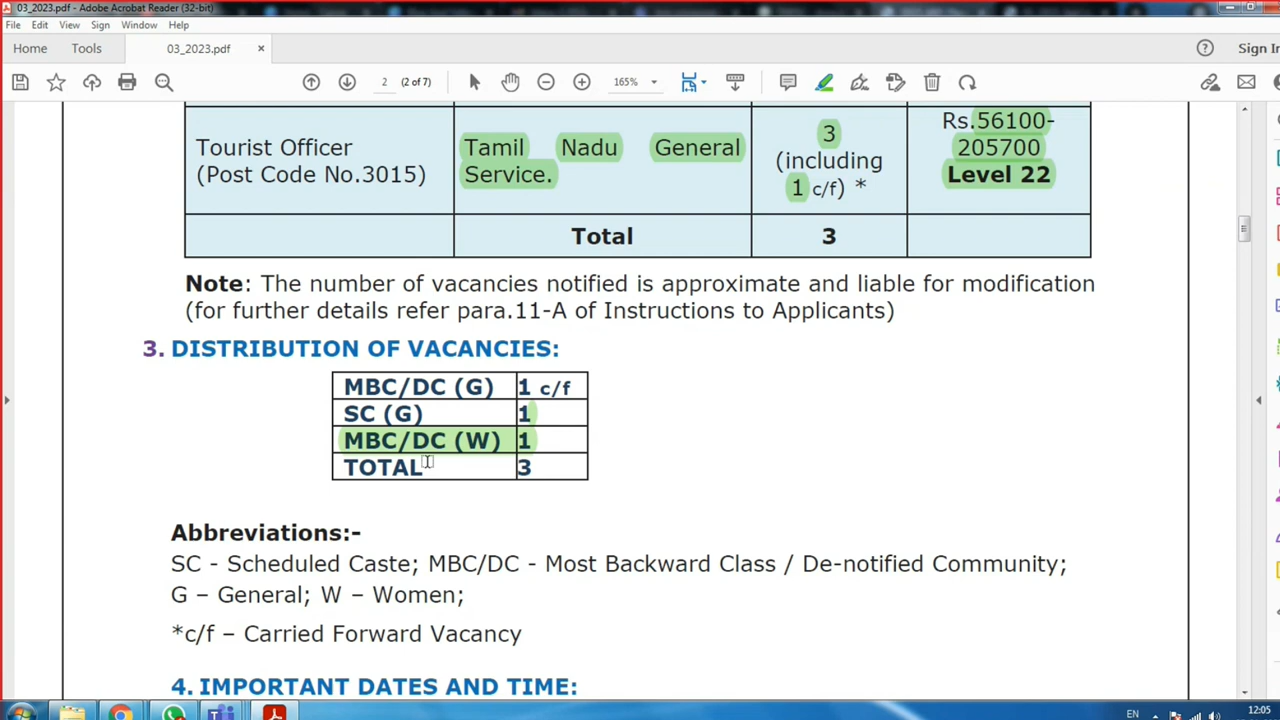 03_2023.pdf - Adobe Acrobat Reader (32-bit)
File Edit View Sign Window Help
Home Tools 03_2023.pdf × Sign In
2 (2 of 7) 165%
Tourist Officer
(Post Code No.3015)
Tamil Nadu General
Service.
3
(including
1 c/f) *
Rs.56100-
205700
Level 22
Total 3
Note: The number of vacancies notified is approximate and liable for modification
(for further details refer para.11-A of Instructions to Applicants)
3. DISTRIBUTION OF VACANCIES:
MBC/DC (G) 1 c/f
SC (G) 1
MBC/DC (W) 1
TOTAL 3
Abbreviations:-
SC - Scheduled Caste; MBC/DC - Most Backward Class / De-notified Community;
G – General; W – Women;
*c/f – Carried Forward Vacancy
4. IMPORTANT DATES AND TIME:
EN 12:05